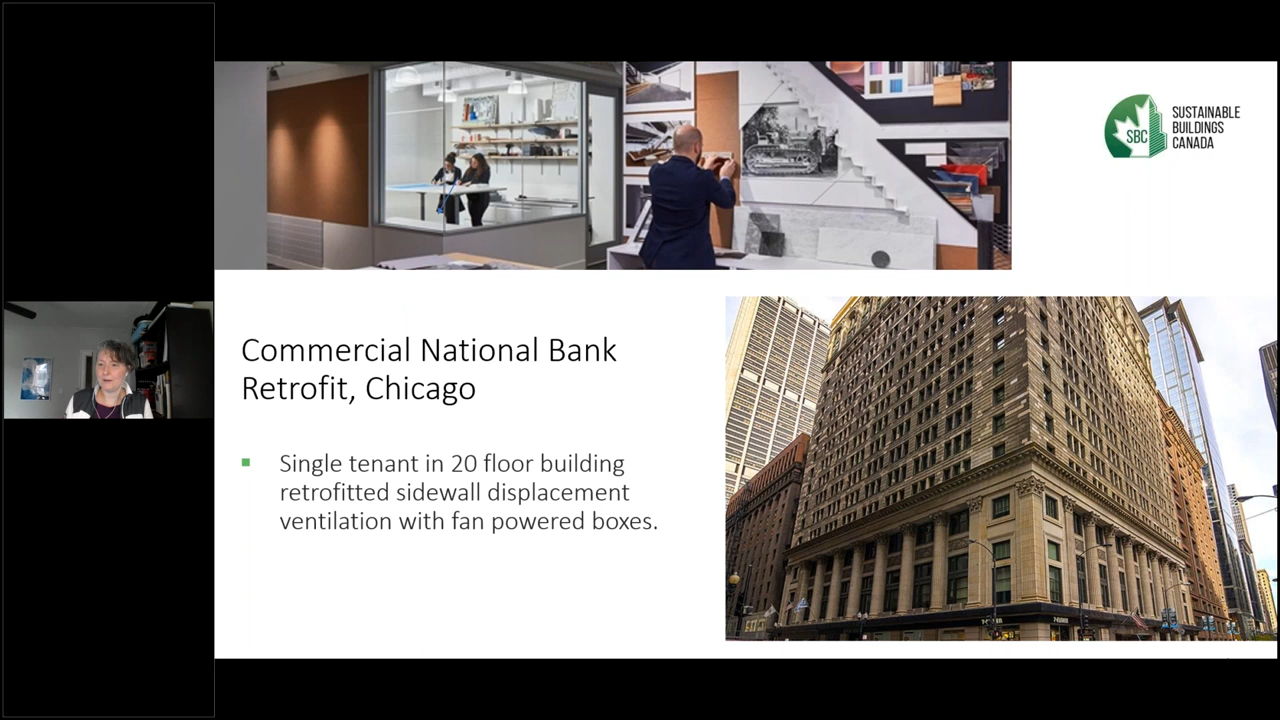 SBC
SUSTAINABLE
BUILDINGS
CANADA
Commercial National Bank
Retrofit, Chicago
Single tenant in 20 floor building
retrofitted sidewall displacement
ventilation with fan powered boxes.